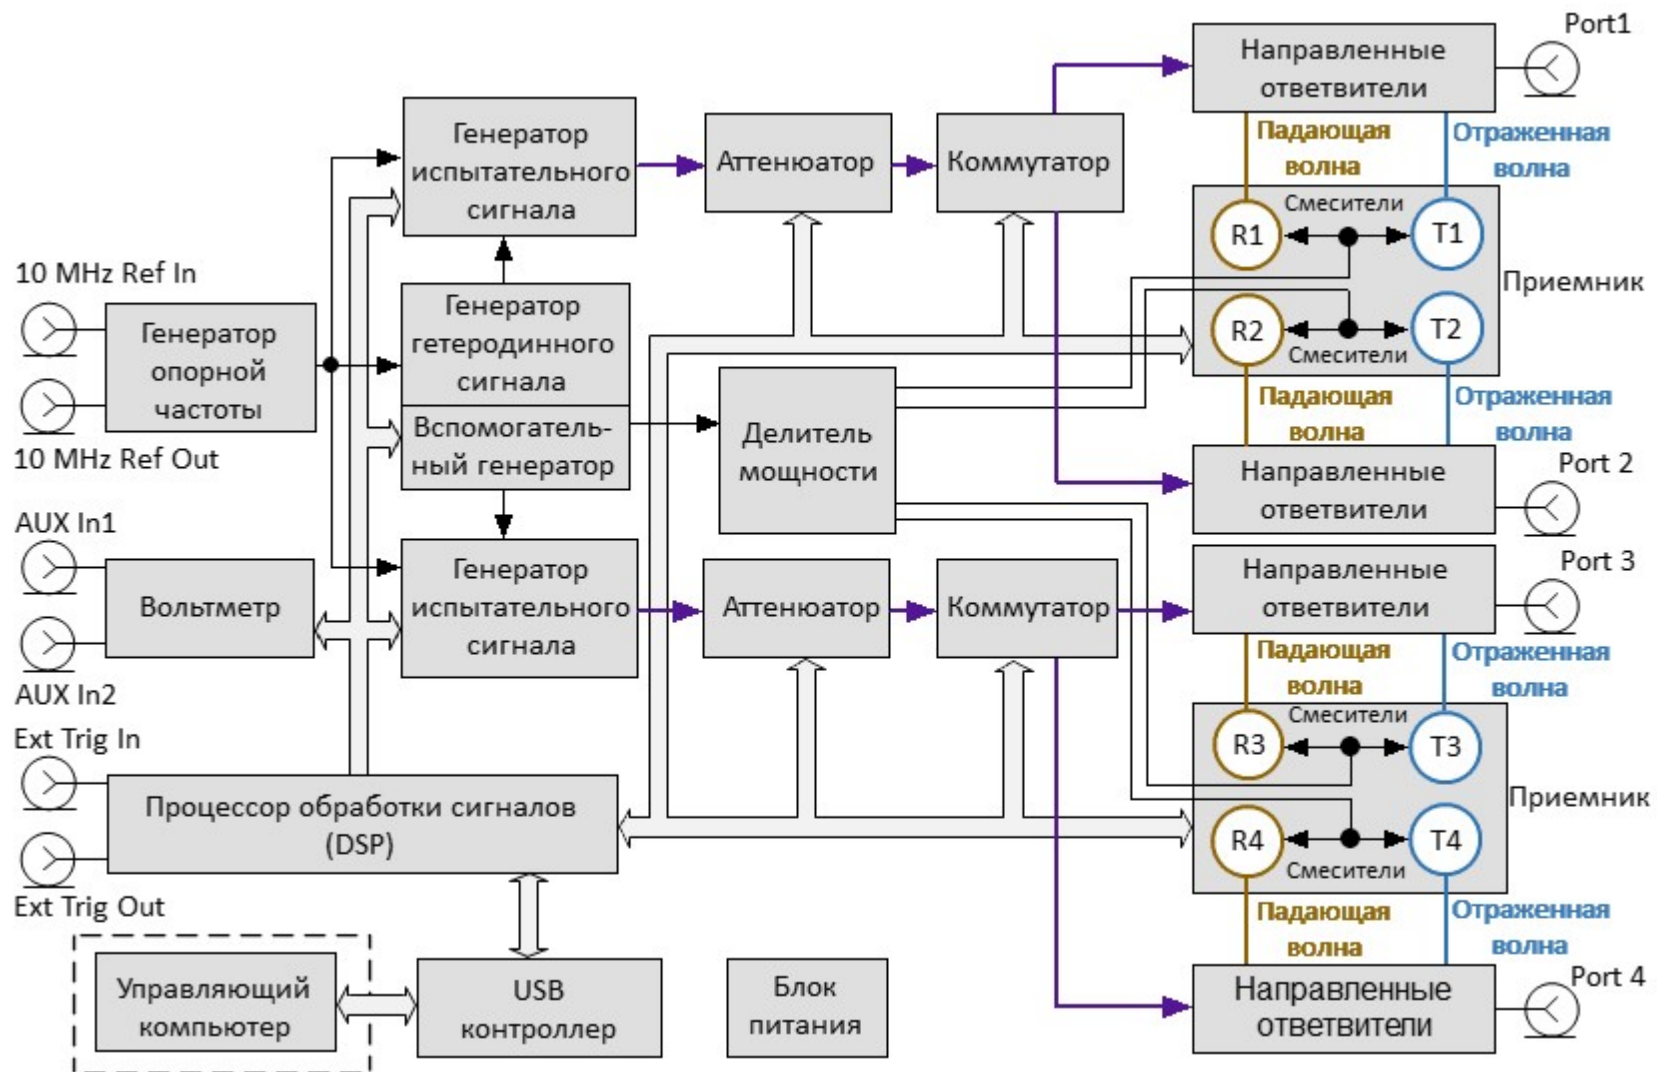 Port1
Направленные
ответвители
Падающая
волна
Отраженная
волна
Генератор
испытательного
сигнала
Аттенюатор
Коммутатор
Смесители
R1
T1
Приемник
R2
T2
Смесители
10 MHz Ref In
Генератор
опорной
частоты
10 MHz Ref Out
Генератор
гетеродинного
сигнала
Вспомогатель-
ный генератор
Делитель
мощности
Падающая
волна
Отраженная
волна
Направленные
ответвители
Port 2
AUX In1
Вольтметр
AUX In2
Генератор
испытательного
сигнала
Аттенюатор
Коммутатор
Направленные
ответвители
Port 3
Падающая
волна
Отраженная
волна
Смесители
R3
T3
Приемник
R4
T4
Смесители
Ext Trig In
Процессор обработки сигналов
(DSP)
Ext Trig Out
Падающая
волна
Отраженная
волна
Управляющий
компьютер
USB
контроллер
Блок
питания
Направленные
ответвители
Port 4